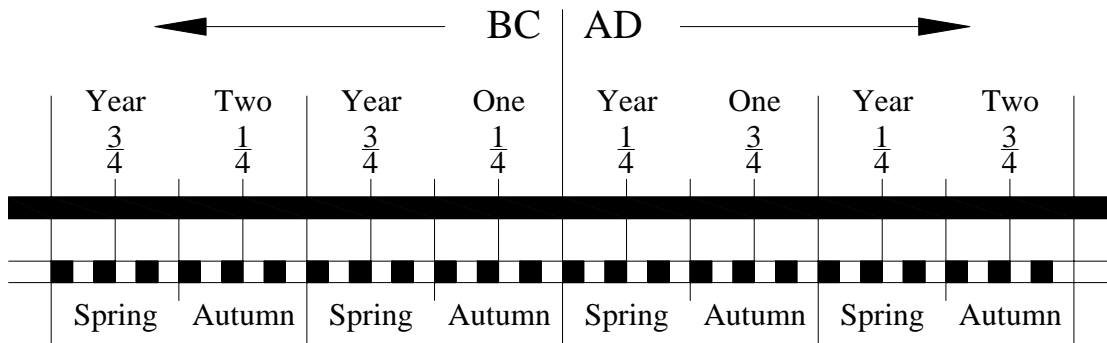 BC AD
Year Two Year One Year One Year Two
3/4 1/4 3/4 1/4 1/4 3/4 1/4 3/4
Spring Autumn Spring Autumn Spring Autumn Spring Autumn